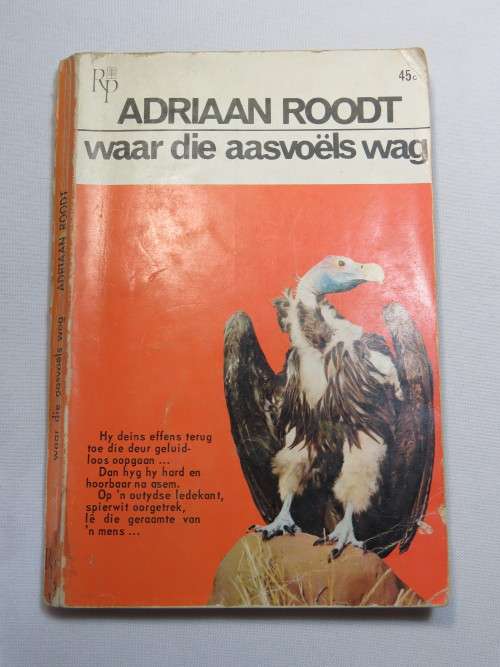 RP
45c
ADRIAAN ROODT
waar die aasvoëls wag
Hy deins effens terug
toe die deur geluid-
loos oopgaan ...
Dan hyg hy hard en
hoorbaar na asem.
Op 'n outydse ledekant,
spierwit oorgetrek,
lê die geraamte van
'n mens ...
waar die aasvoëls wag ADRIAAN ROODT